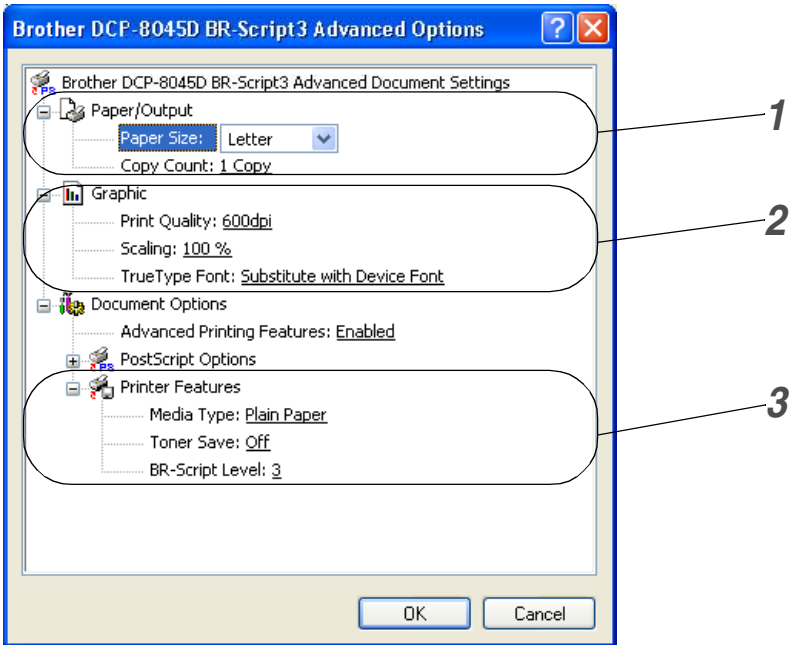 Brother DCP-8045D BR-Script3 Advanced Options
Brother DCP-8045D BR-Script3 Advanced Document Settings
Paper/Output
Paper Size: Letter
Copy Count: 1 Copy
1
Graphic
Print Quality: 600dpi
Scaling: 100 %
TrueType Font: Substitute with Device Font
2
Document Options
Advanced Printing Features: Enabled
PostScript Options
Printer Features
Media Type: Plain Paper
Toner Save: Off
BR-Script Level: 3
3
OK
Cancel